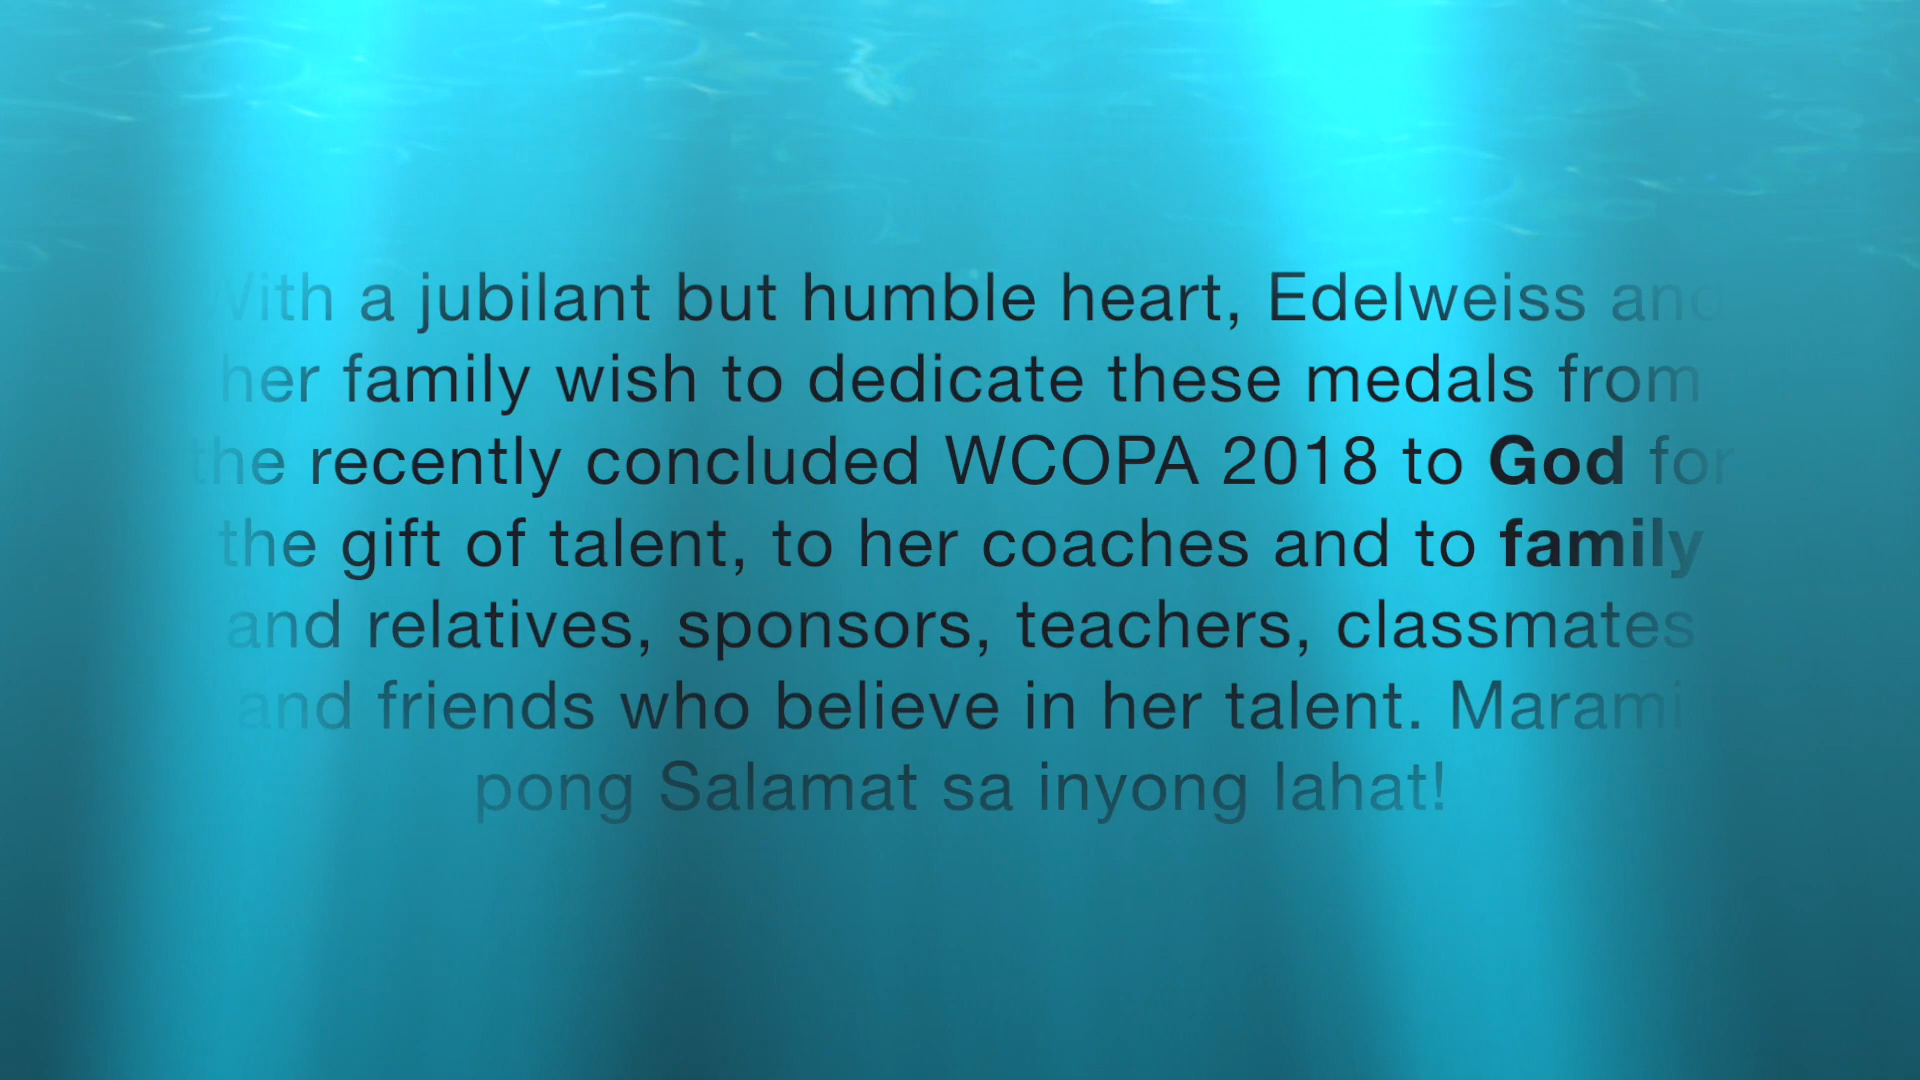 With a jubilant but humble heart, Edelweiss and
her family wish to dedicate these medals from
the recently concluded WCOPA 2018 to God for
the gift of talent, to her coaches and to family
and relatives, sponsors, teachers, classmates
and friends who believe in her talent. Marami
pong Salamat sa inyong lahat!